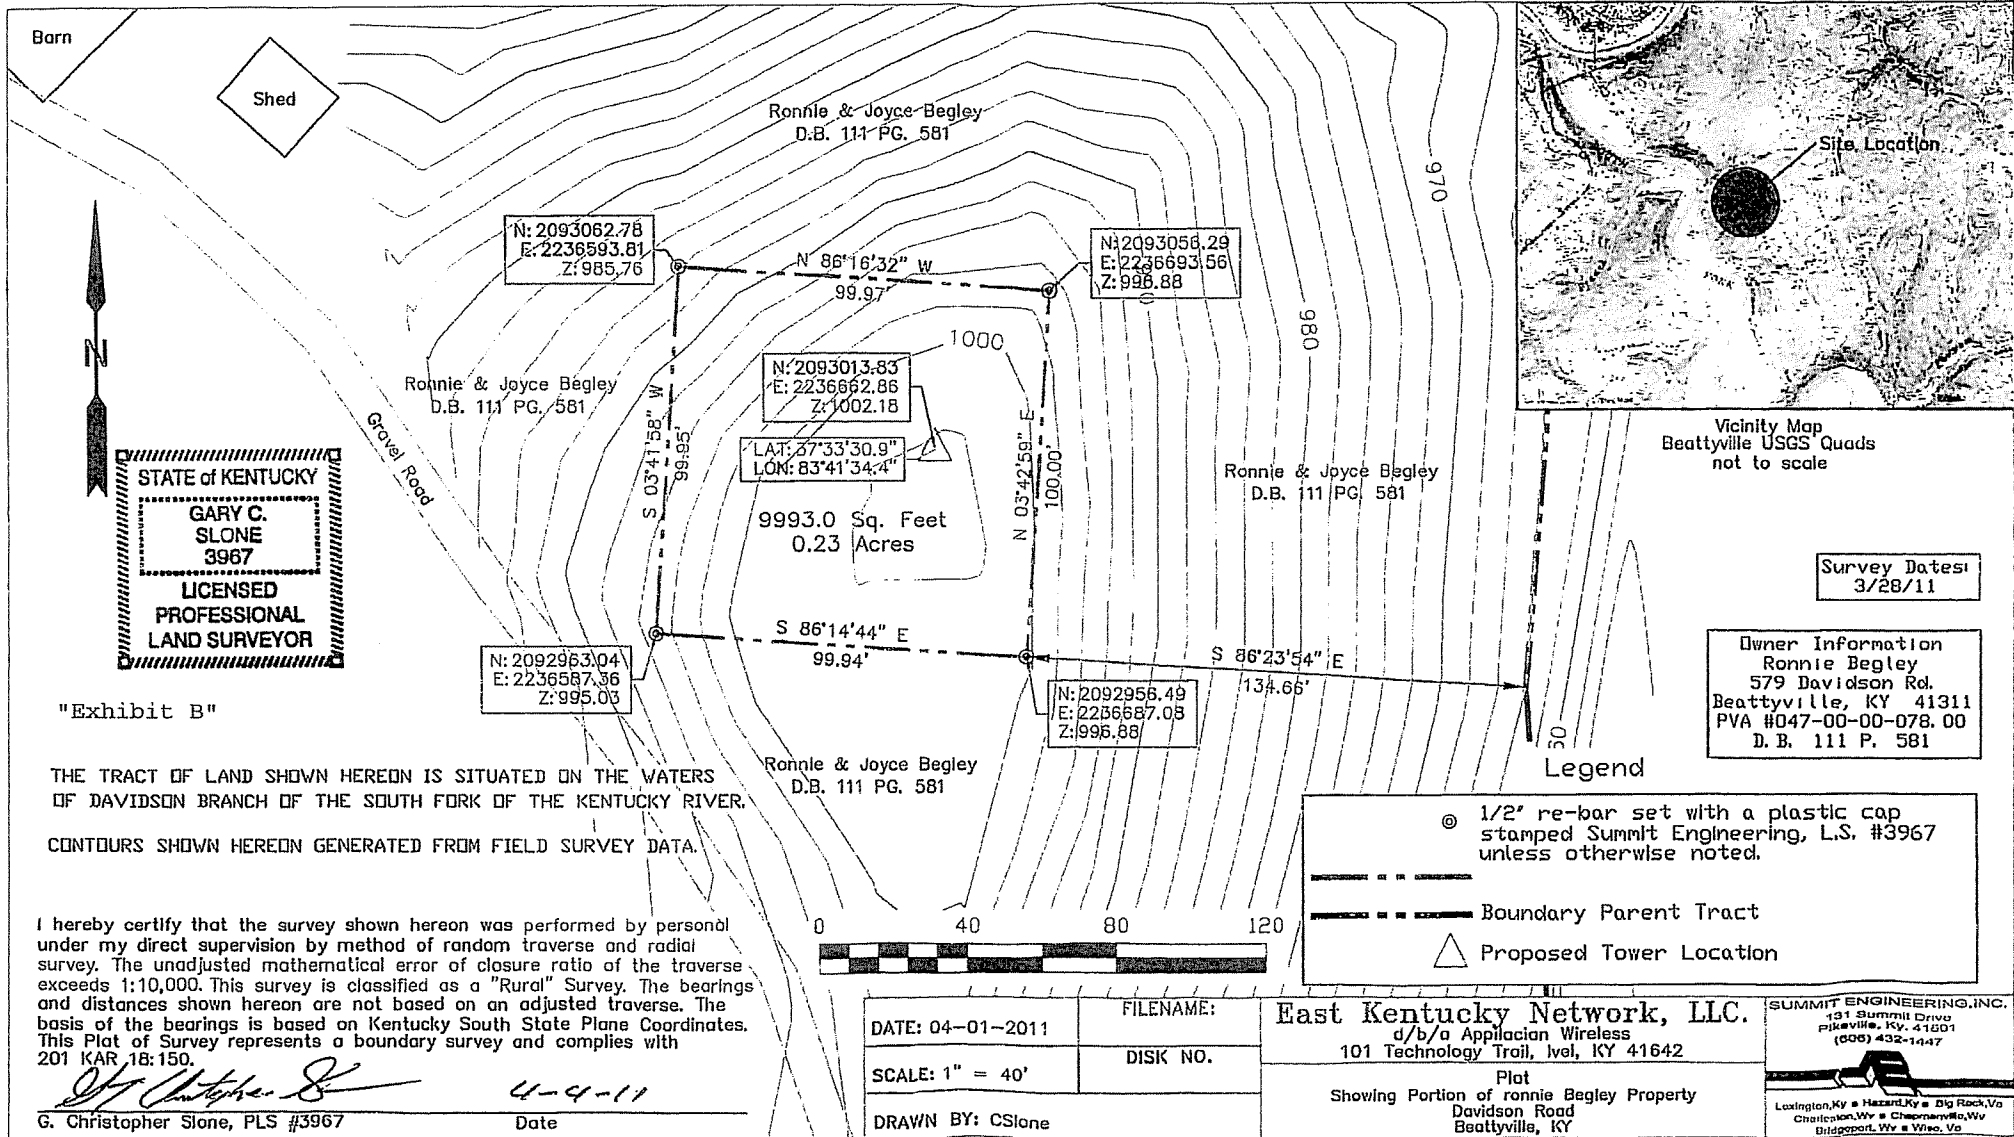 Barn
Shed
Ronnie & Joyce Begley
D.B. 111 PG. 581
970
Site Location
N: 2093062.78
E: 2236593.81
Z: 985.76
N 86°16'32" W
99.97'
N: 2093056.29
E: 2236693.56
Z: 996.88
980
1000
N: 2093013.83
E: 2236662.86
Z: 1002.18
LAT: 37°33'30.9"
LON: 83°41'34.4"
N
Ronnie & Joyce Begley
D.B. 111 PG. 581
Gravel Road
S 03°41'58" W
99.95'
N 03°42'59" E
100.00'
Ronnie & Joyce Begley
D.B. 111 PG. 581
9993.0 Sq. Feet
0.23 Acres
Vicinity Map
Beattyville USGS Quads
not to scale
STATE of KENTUCKY
GARY C.
SLONE
3967
LICENSED
PROFESSIONAL
LAND SURVEYOR
Survey Dates:
3/28/11
S 86°14'44" E
99.94'
S 86°23'54" E
134.66'
N: 2092963.04
E: 2236587.36
Z: 995.03
N: 2092956.49
E: 2236687.08
Z: 996.88
Owner Information
Ronnie Begley
579 Davidson Rd.
Beattyville, KY 41311
PVA #047-00-00-078.00
D.B. 111 P. 581
"Exhibit B"
Ronnie & Joyce Begley
D.B. 111 PG. 581
THE TRACT OF LAND SHOWN HEREON IS SITUATED ON THE WATERS
OF DAVIDSON BRANCH OF THE SOUTH FORK OF THE KENTUCKY RIVER.
CONTOURS SHOWN HEREON GENERATED FROM FIELD SURVEY DATA.
Legend
1/2" re-bar set with a plastic cap
stamped Summit Engineering, L.S. #3967
unless otherwise noted.
Boundary Parent Tract
Proposed Tower Location
0 40 80 120
I hereby certify that the survey shown hereon was performed by personal
under my direct supervision by method of random traverse and radial
survey. The unadjusted mathematical error of closure ratio of the traverse
exceeds 1:10,000. This survey is classified as a "Rural" Survey. The bearings
and distances shown hereon are not based on an adjusted traverse. The
basis of the bearings is based on Kentucky South State Plane Coordinates.
This Plat of Survey represents a boundary survey and complies with
201 KAR 18:150.
4-4-11
G. Christopher Slone, PLS #3967 Date
DATE: 04-01-2011
SCALE: 1" = 40'
DRAWN BY: CSlone
FILENAME:
DISK NO.
East Kentucky Network, LLC.
d/b/a Appilacian Wireless
101 Technology Trail, Ivel, KY 41642
Plat
Showing Portion of ronnie Begley Property
Davidson Road
Beattyville, KY
SUMMIT ENGINEERING,INC.
131 Summit Drive
Pikeville, Ky. 41501
(606) 432-1447
Lexington,Ky Hazard,Ky Big Rock,Va
Charleston,Wv Chapmanville,Wv
Bridgeport, Wv Wise, Va